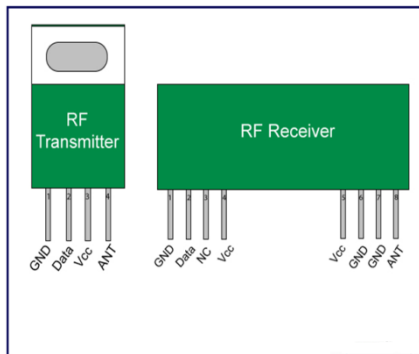 RF
Transmitter
RF Receiver
1 2 3 4
GND Data Vcc ANT
1 2 3 4 5 6 7 8
GND Data NC Vcc Vcc GND GND ANT